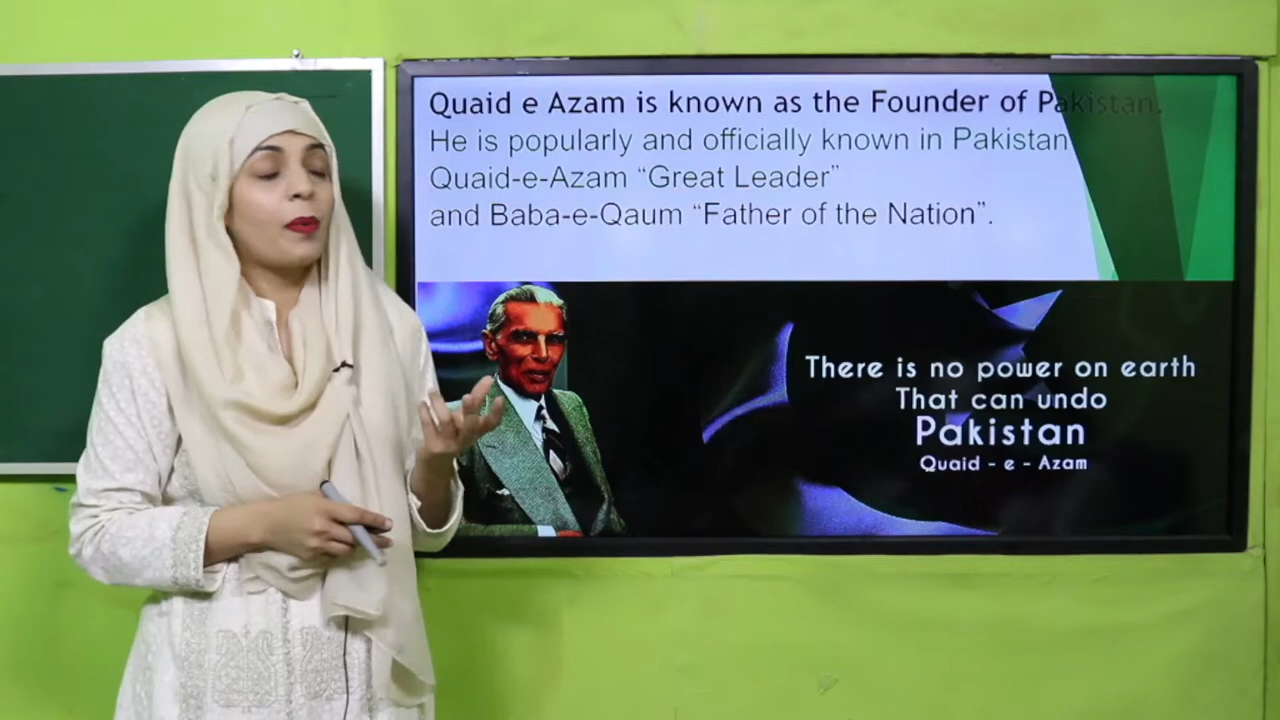 Quaid e Azam is known as the Founder of Pakistan.
He is popularly and officially known in Pakistan
Quaid-e-Azam “Great Leader”
and Baba-e-Qaum “Father of the Nation”.
There is no power on earth
That can undo
Pakistan
Quaid - e - Azam